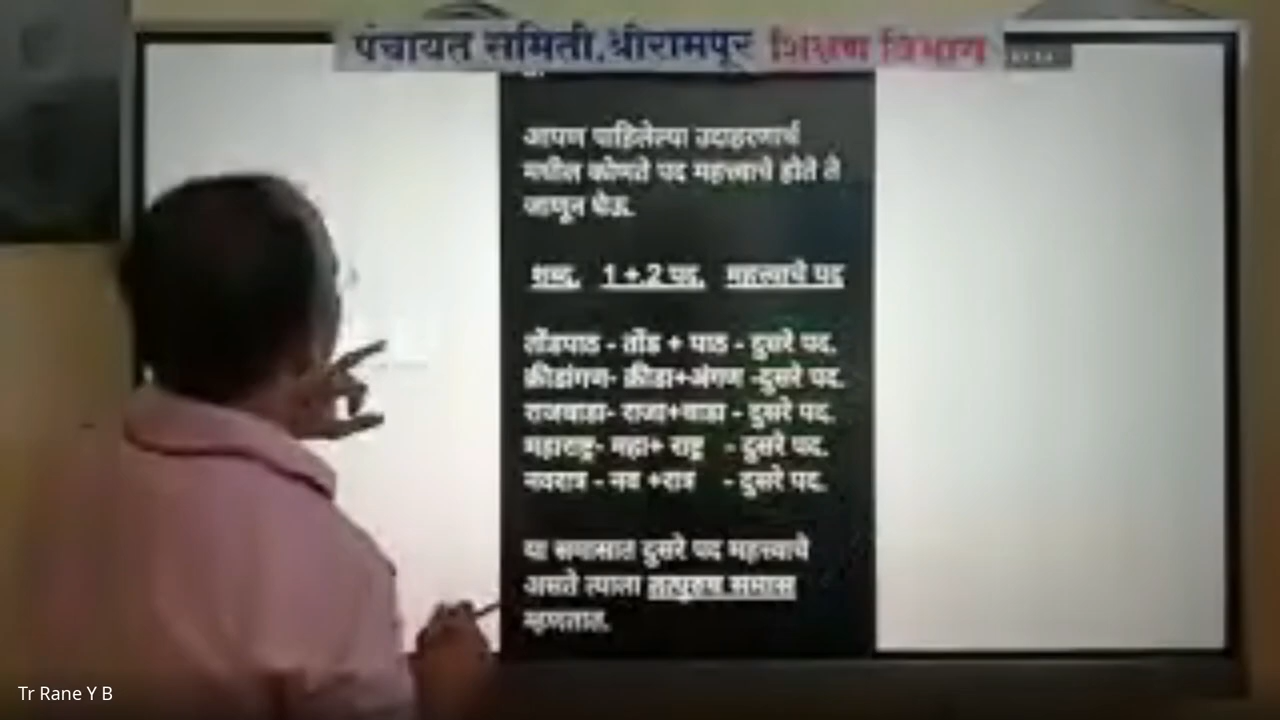 पंचायत समिती.श्रीरामपूर शिक्षण विभाग
आपण पाहिलेल्या उदाहरणार्थ
मधील कोणते पद महत्त्वाचे होते ते
जाणून घेऊ.
शब्द. 1 +.2 पद. महत्त्वाचे पद
तोंडपाठ - तोंड + पाठ - दुसरे पद.
क्रीडांगण- क्रीडा+अंगण -दुसरे पद.
राजवाडा- राजा+वाडा - दुसरे पद.
महाराष्ट्र- महा+ राष्ट्र - दुसरे पद.
नवरात्र - नव +रात्र - दुसरे पद.
या समासात दुसरे पद महत्त्वाचे
असते त्याला तत्पुरुष समास
म्हणतात.
Tr Rane Y B